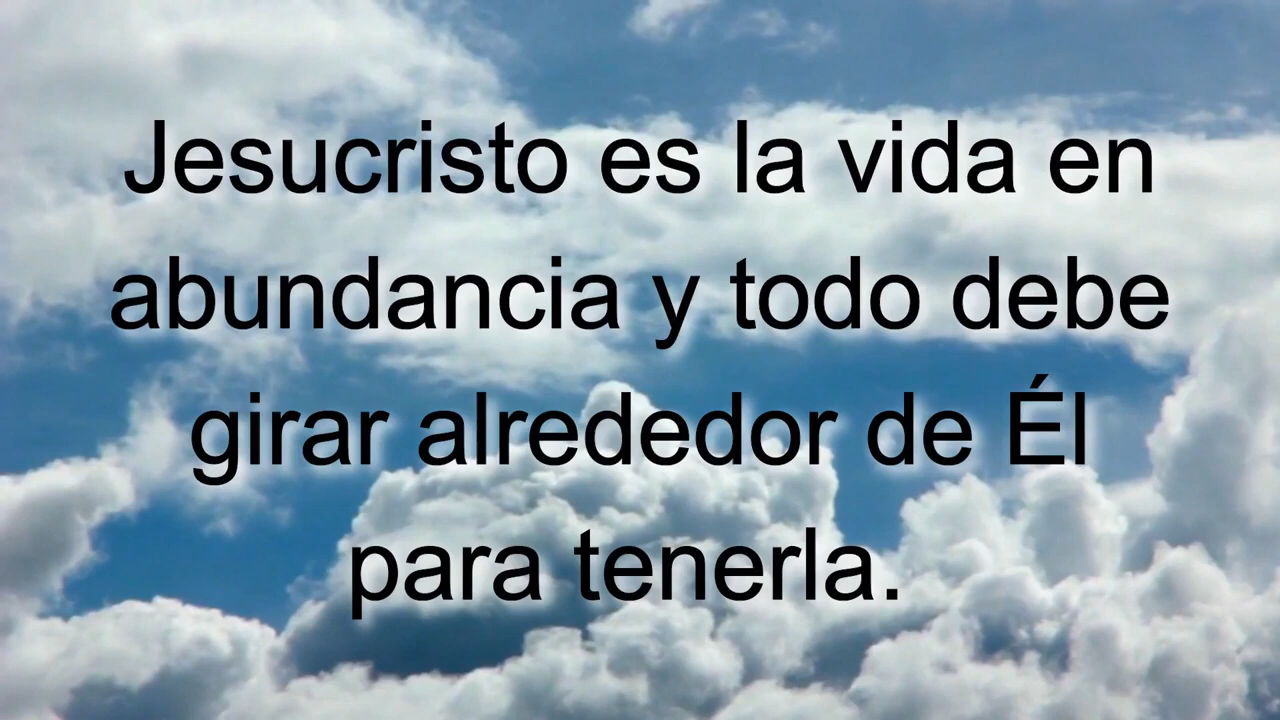 Jesucristo es la vida en
abundancia y todo debe
girar alrededor de Él
para tenerla.